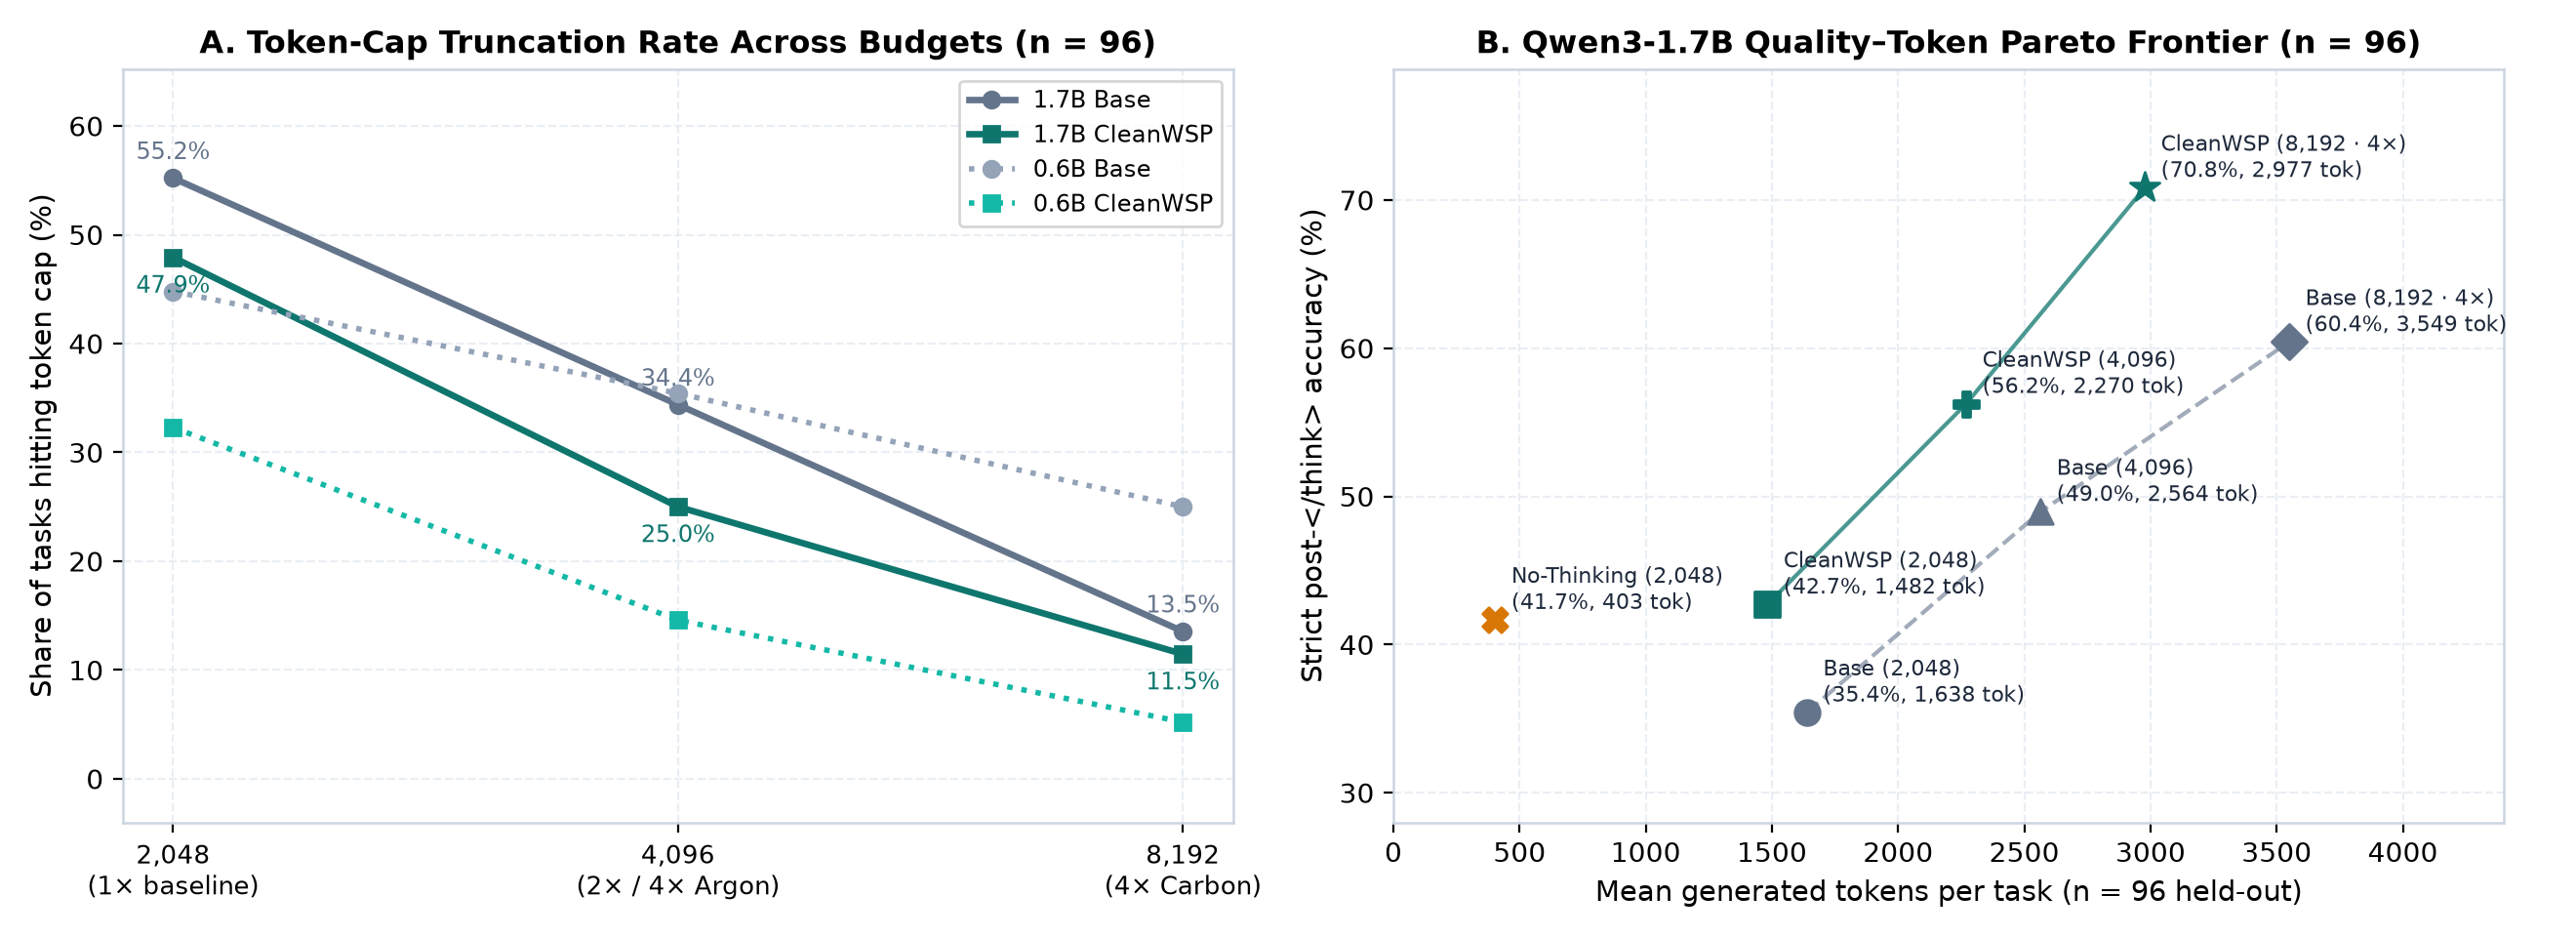 A. Token-Cap Truncation Rate Across Budgets (n = 96)
Share of tasks hitting token cap (%)
60
50
40
30
20
10
0
55.2%
47.9%
34.4%
25.0%
13.5%
11.5%
1.7B Base
1.7B CleanWSP
0.6B Base
0.6B CleanWSP
2,048
(1× baseline)
4,096
(2× / 4× Argon)
8,192
(4× Carbon)
B. Qwen3-1.7B Quality–Token Pareto Frontier (n = 96)
Strict post-</think> accuracy (%)
70
60
50
40
30
CleanWSP (8,192 · 4×)
(70.8%, 2,977 tok)
Base (8,192 · 4×)
(60.4%, 3,549 tok)
CleanWSP (4,096)
(56.2%, 2,270 tok)
Base (4,096)
(49.0%, 2,564 tok)
CleanWSP (2,048)
(42.7%, 1,482 tok)
No-Thinking (2,048)
(41.7%, 403 tok)
Base (2,048)
(35.4%, 1,638 tok)
0
500
1000
1500
2000
2500
3000
3500
4000
Mean generated tokens per task (n = 96 held-out)